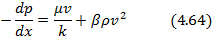 -dp/dx = μv/k + βρv² (4.64)